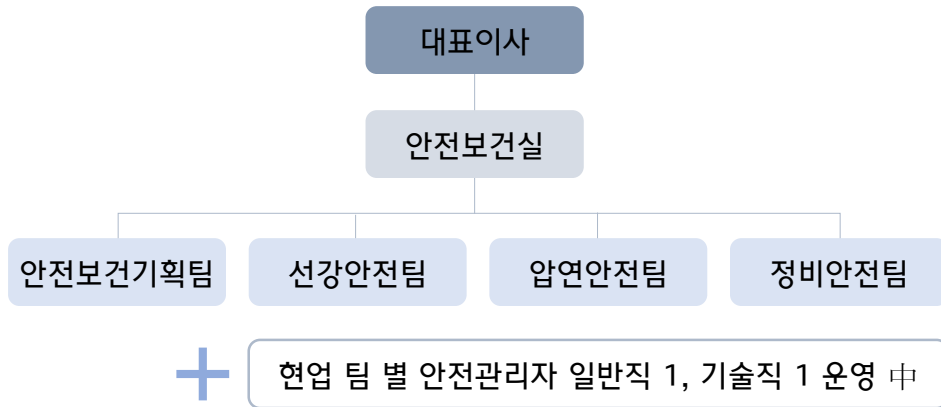 대표이사
안전보건실
안전보건기획팀
선강안전팀
압연안전팀
정비안전팀
현업 팀 별 안전관리자 일반직 1, 기술직 1 운영 中